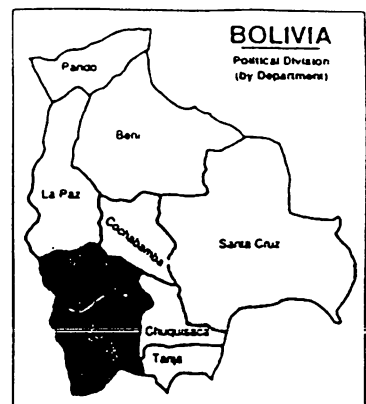 BOLIVIA
Political Division
(by Department)
Pando
Beni
La Paz
Cochabamba
Santa Cruz
Chuquisaca
Tarija